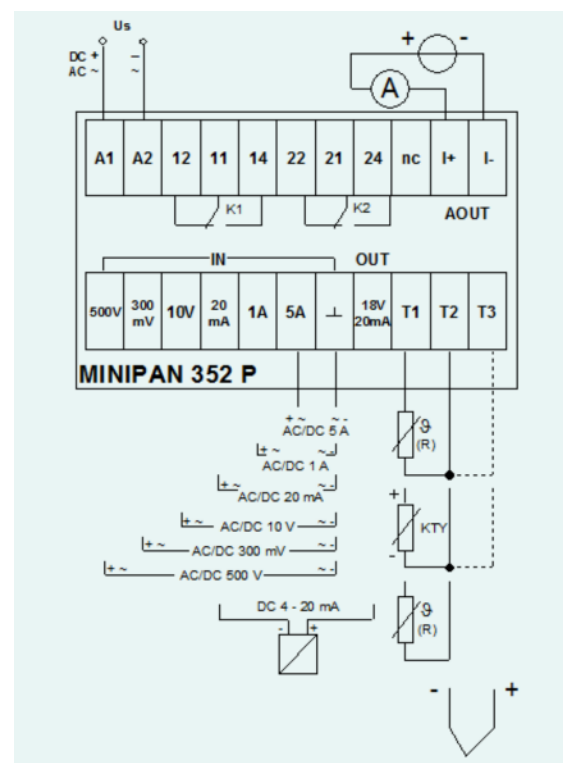 Us
DC + –
AC ~ ~
+ -
A
A1 A2 12 11 14 22 21 24 nc I+ I-
K1 K2
AOUT
IN OUT
500V 300 mV 10V 20 mA 1A 5A ⊥ 18V 20mA T1 T2 T3
MINIPAN 352 P
+ ~ ~ -
AC/DC 5 A
+ ~ ~ -
AC/DC 1 A
+ ~ ~ -
AC/DC 20 mA
+ ~ AC/DC 10 V ~ -
+ ~ AC/DC 300 mV ~ -
+ ~ AC/DC 500 V ~ -
DC 4 - 20 mA
- +
ϑ
(R)
+
KTY
-
ϑ
(R)
- +